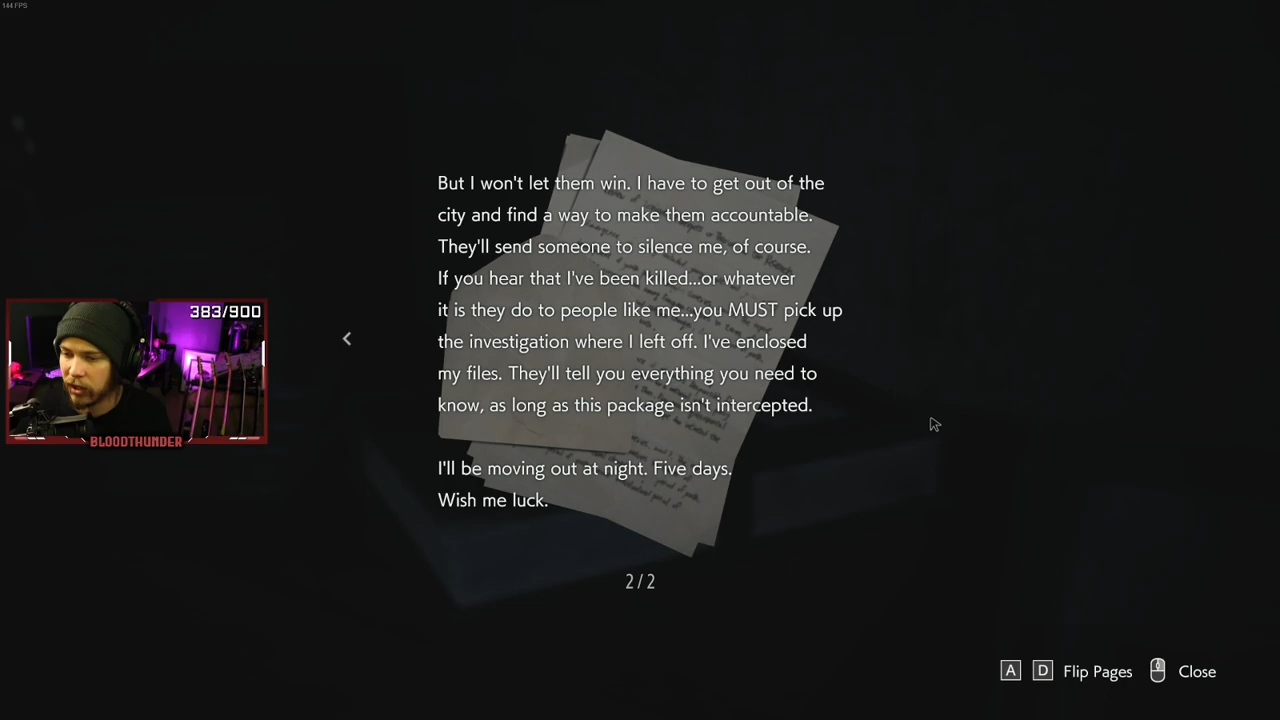 144 FPS
But I won't let them win. I have to get out of the
city and find a way to make them accountable.
They'll send someone to silence me, of course.
If you hear that I've been killed...or whatever
it is they do to people like me...you MUST pick up
the investigation where I left off. I've enclosed
my files. They'll tell you everything you need to
know, as long as this package isn't intercepted.
I'll be moving out at night. Five days.
Wish me luck.
2/2
383/900
BLOODTHUNDER
A D Flip Pages Close